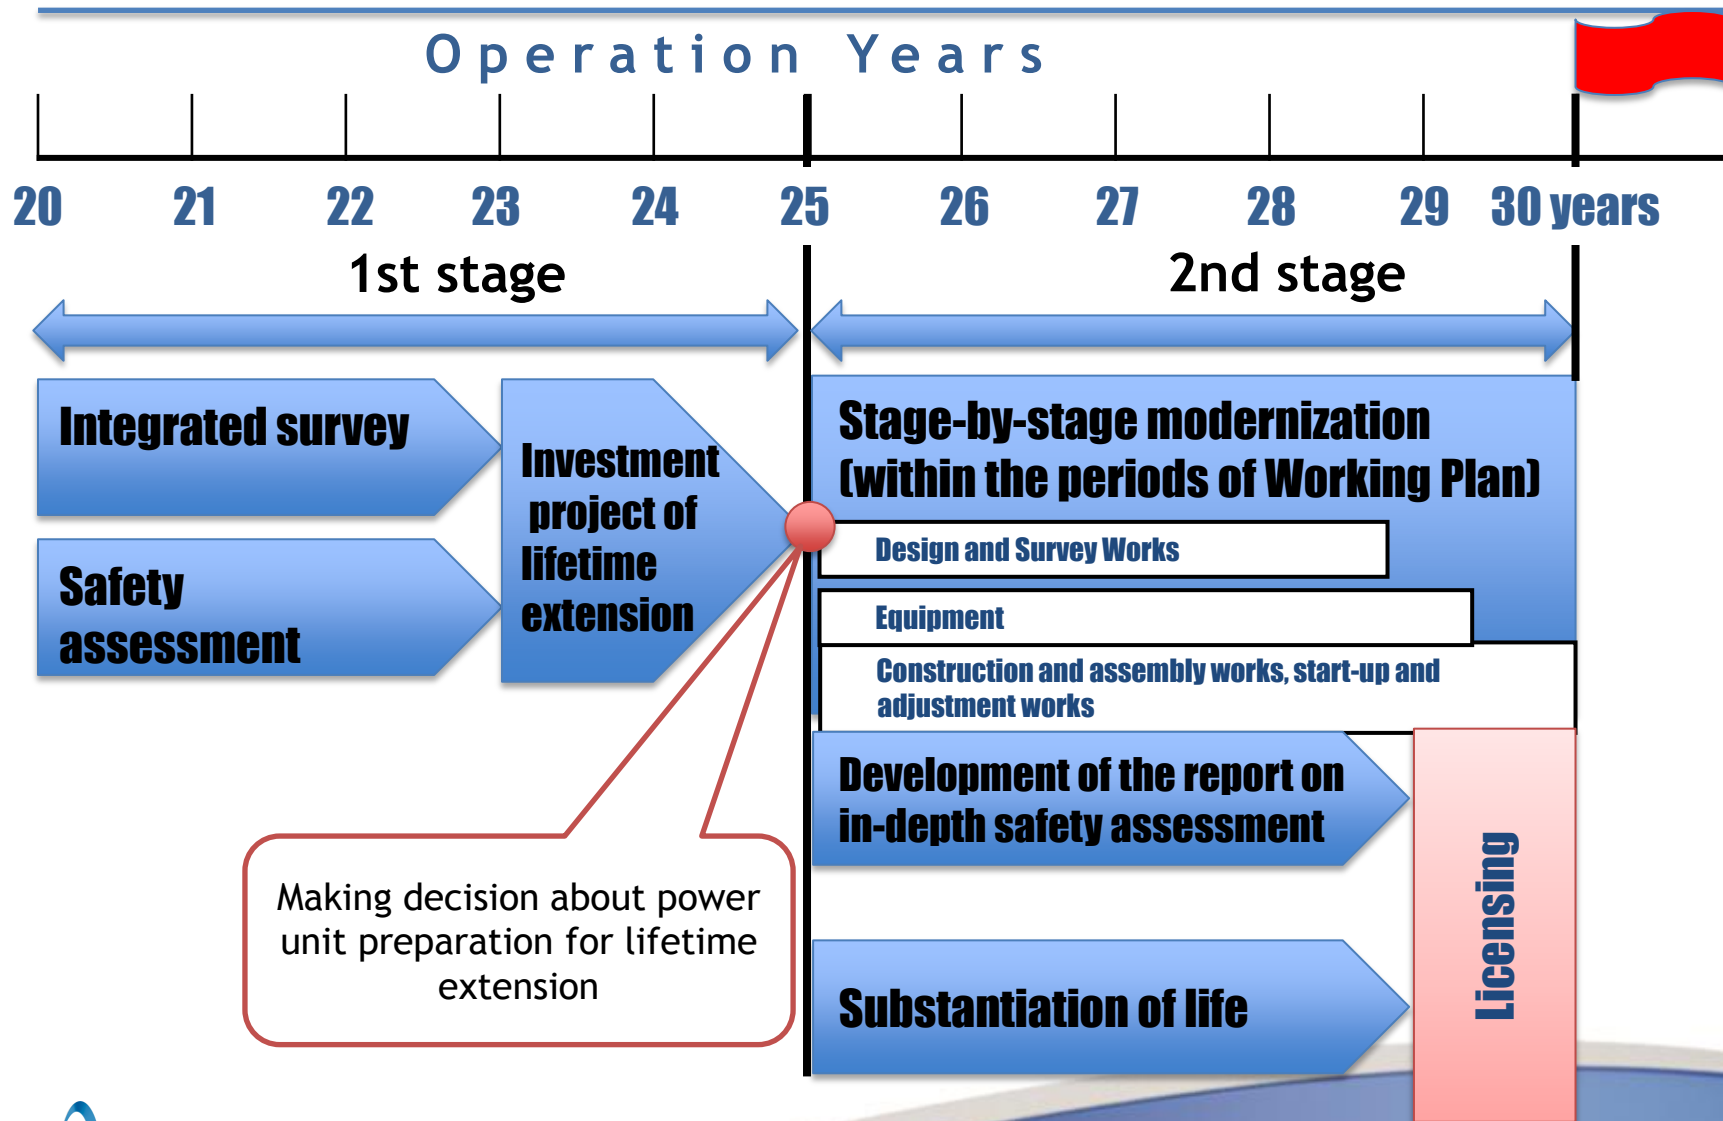 Operation Years
20 21 22 23 24 25 26 27 28 29 30 years
1st stage
2nd stage
Integrated survey
Safety
assessment
Investment
project of
lifetime
extension
Stage-by-stage modernization
(within the periods of Working Plan)
Design and Survey Works
Equipment
Construction and assembly works, start-up and
adjustment works
Development of the report on
in-depth safety assessment
Substantiation of life
Licensing
Making decision about power
unit preparation for lifetime
extension